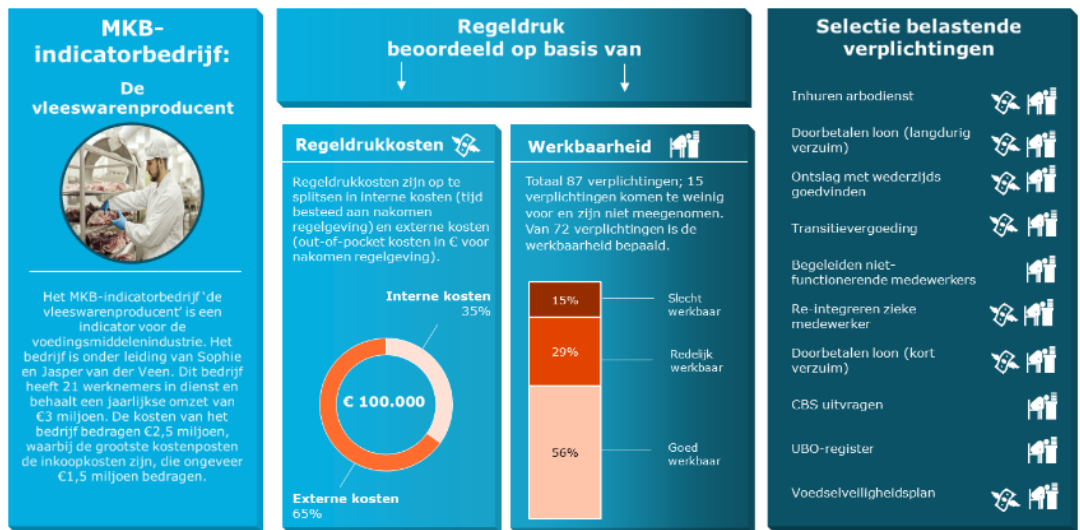 MKB-
indicatorbedrijf:
De
vleeswarenproducent
Het MKB-indicatorbedrijf 'de
vleeswarenproducent' is een
indicator voor de
voedingsmiddelenindustrie. Het
bedrijf is onder leiding van Sophie
en Jasper van der Veen. Dit bedrijf
heeft 21 werknemers in dienst en
behaalt een jaarlijkse omzet van
€3 miljoen. De kosten van het
bedrijf bedragen €2,5 miljoen,
waarbij de grootste kostenposten
de inkoopkosten zijn, die ongeveer
€1,5 miljoen bedragen.
Regeldruk
beoordeeld op basis van
Regeldrukkosten
Regeldrukkosten zijn op te
splitsen in interne kosten (tijd
besteed aan nakomen
regelgeving) en externe kosten
(out-of-pocket kosten in € voor
nakomen regelgeving).
Interne kosten
35%
€ 100.000
Externe kosten
65%
Werkbaarheid
Totaal 87 verplichtingen; 15
verplichtingen komen te weinig
voor en zijn niet meegenomen.
Van 72 verplichtingen is de
werkbaarheid bepaald.
15%
Slecht
werkbaar
29%
Redelijk
werkbaar
56%
Goed
werkbaar
Selectie belastende
verplichtingen
Inhuren arbodienst
Doorbetalen loon (langdurig
verzuim)
Ontslag met wederzijds
goedvinden
Transitievergoeding
Begeleiden niet-
functionerende medewerkers
Re-integreren zieke
medewerker
Doorbetalen loon (kort
verzuim)
CBS uitvragen
UBO-register
Voedselveiligheidsplan